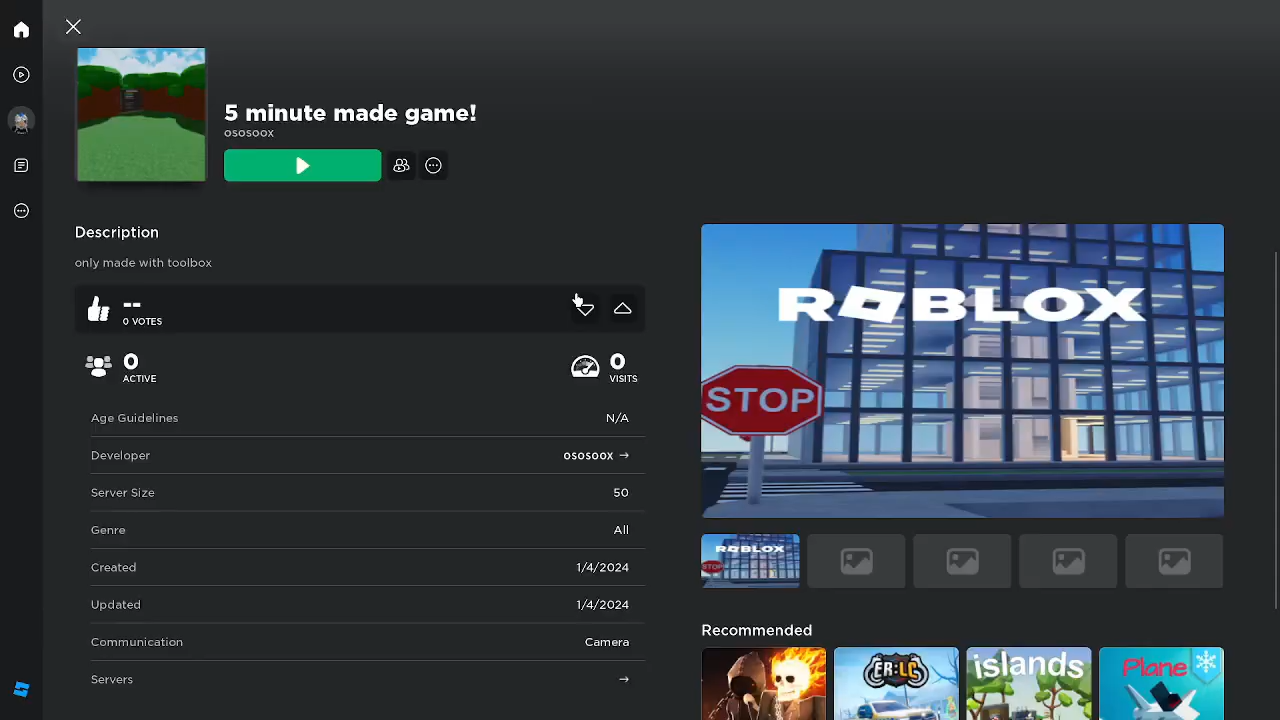 5 minute made game!
ososoox
Description
only made with toolbox
--
0 VOTES
0
ACTIVE
0
VISITS
Age Guidelines N/A
Developer ososoox →
Server Size 50
Genre All
Created 1/4/2024
Updated 1/4/2024
Communication Camera
Servers →
ROBLOX
STOP
ROBLOX
STOP
Recommended
ER:LC
islands
Plane